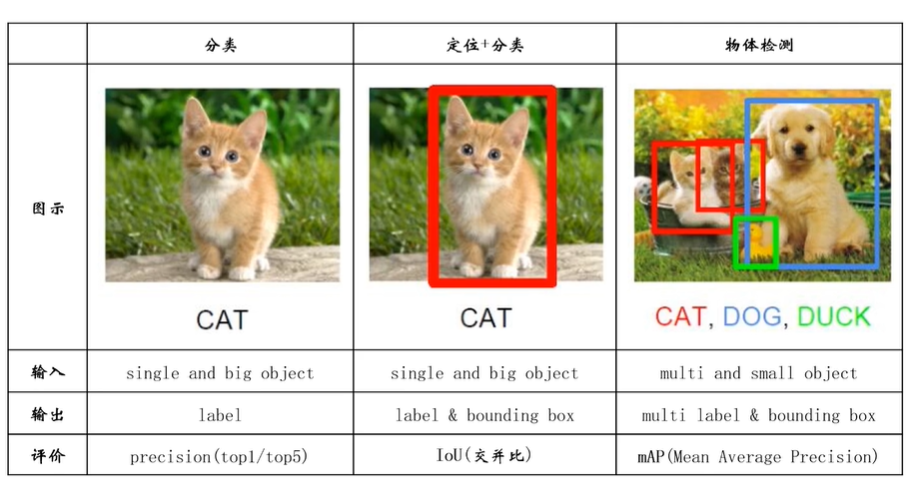 分类
定位+分类
物体检测
图示
CAT
CAT
CAT, DOG, DUCK
输入
single and big object
single and big object
multi and small object
输出
label
label & bounding box
multi label & bounding box
评价
precision(top1/top5)
IoU(交并比)
mAP(Mean Average Precision)